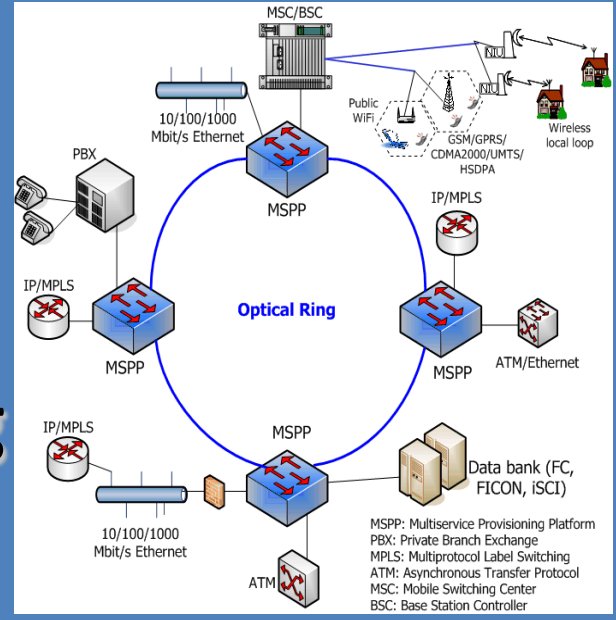 MSC/BSC
NIU
NIU
Public
WiFi
10/100/1000
Mbit/s Ethernet
GSM/GPRS/
CDMA2000/UMTS/
HSDPA
Wireless
local loop
PBX
MSPP
IP/MPLS
IP/MPLS
Optical Ring
MSPP
MSPP
ATM/Ethernet
IP/MPLS
MSPP
Data bank (FC,
FICON, iSCI)
10/100/1000
Mbit/s Ethernet
ATM
MSPP: Multiservice Provisioning Platform
PBX: Private Branch Exchange
MPLS: Multiprotocol Label Switching
ATM: Asynchronous Transfer Protocol
MSC: Mobile Switching Center
BSC: Base Station Controller